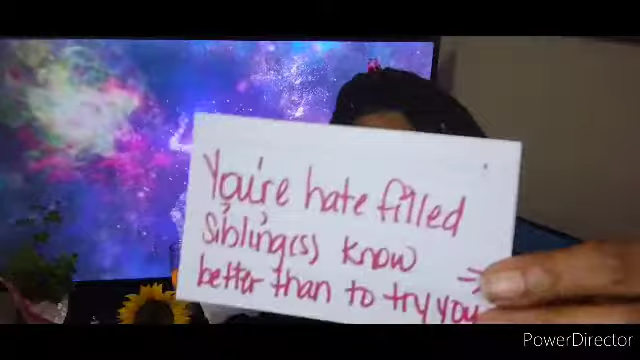 You're hate filled
sibling(s) know
better than to try you
PowerDirector